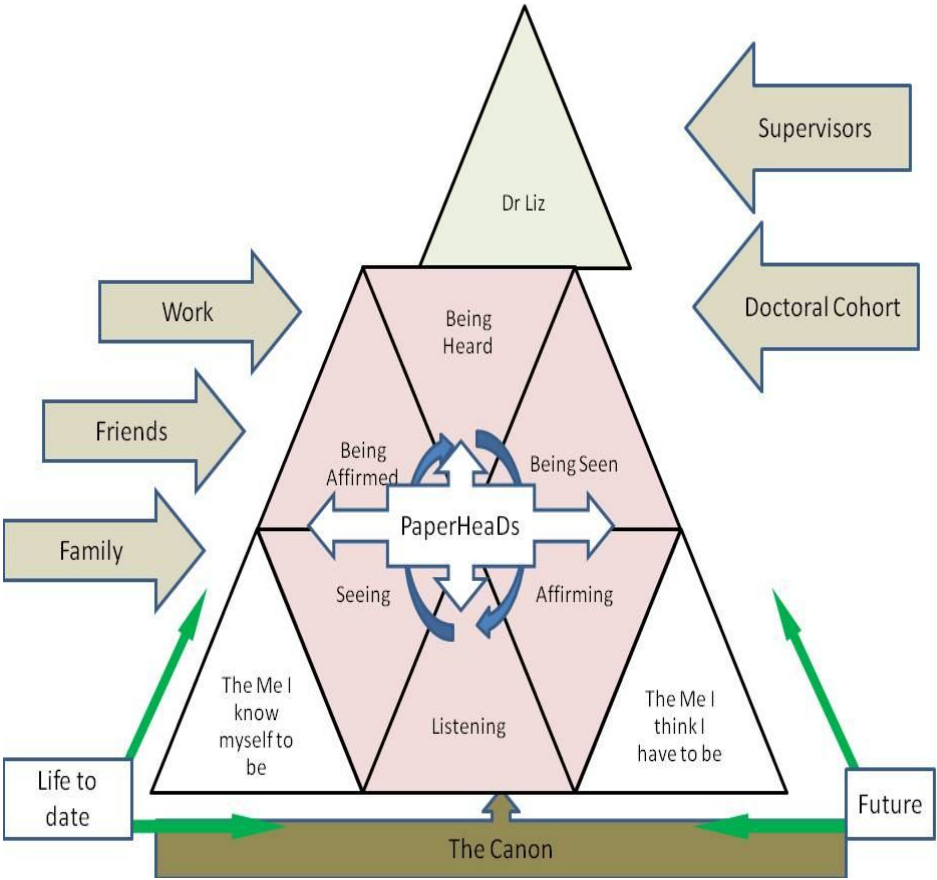 Supervisors
Dr Liz
Work
Being
Heard
Doctoral Cohort
Friends
Being
Affirmed
Being Seen
PaperHeaDs
Family
Seeing
Affirming
The Me I
know
myself to
be
Listening
The Me I
think I
have to be
Life to
date
Future
The Canon